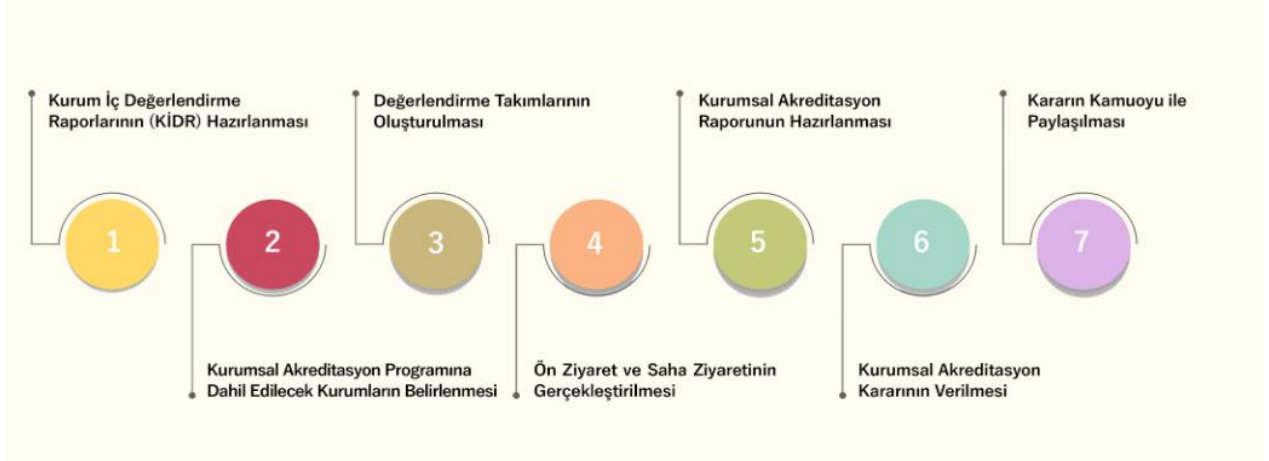 Kurum İç Değerlendirme
Raporlarının (KİDR) Hazırlanması
Değerlendirme Takımlarının
Oluşturulması
Kurumsal Akreditasyon
Raporunun Hazırlanması
Kararın Kamuoyu ile
Paylaşılması
1
2
3
4
5
6
7
Kurumsal Akreditasyon Programına
Dahil Edilecek Kurumların Belirlenmesi
Ön Ziyaret ve Saha Ziyaretinin
Gerçekleştirilmesi
Kurumsal Akreditasyon
Kararının Verilmesi